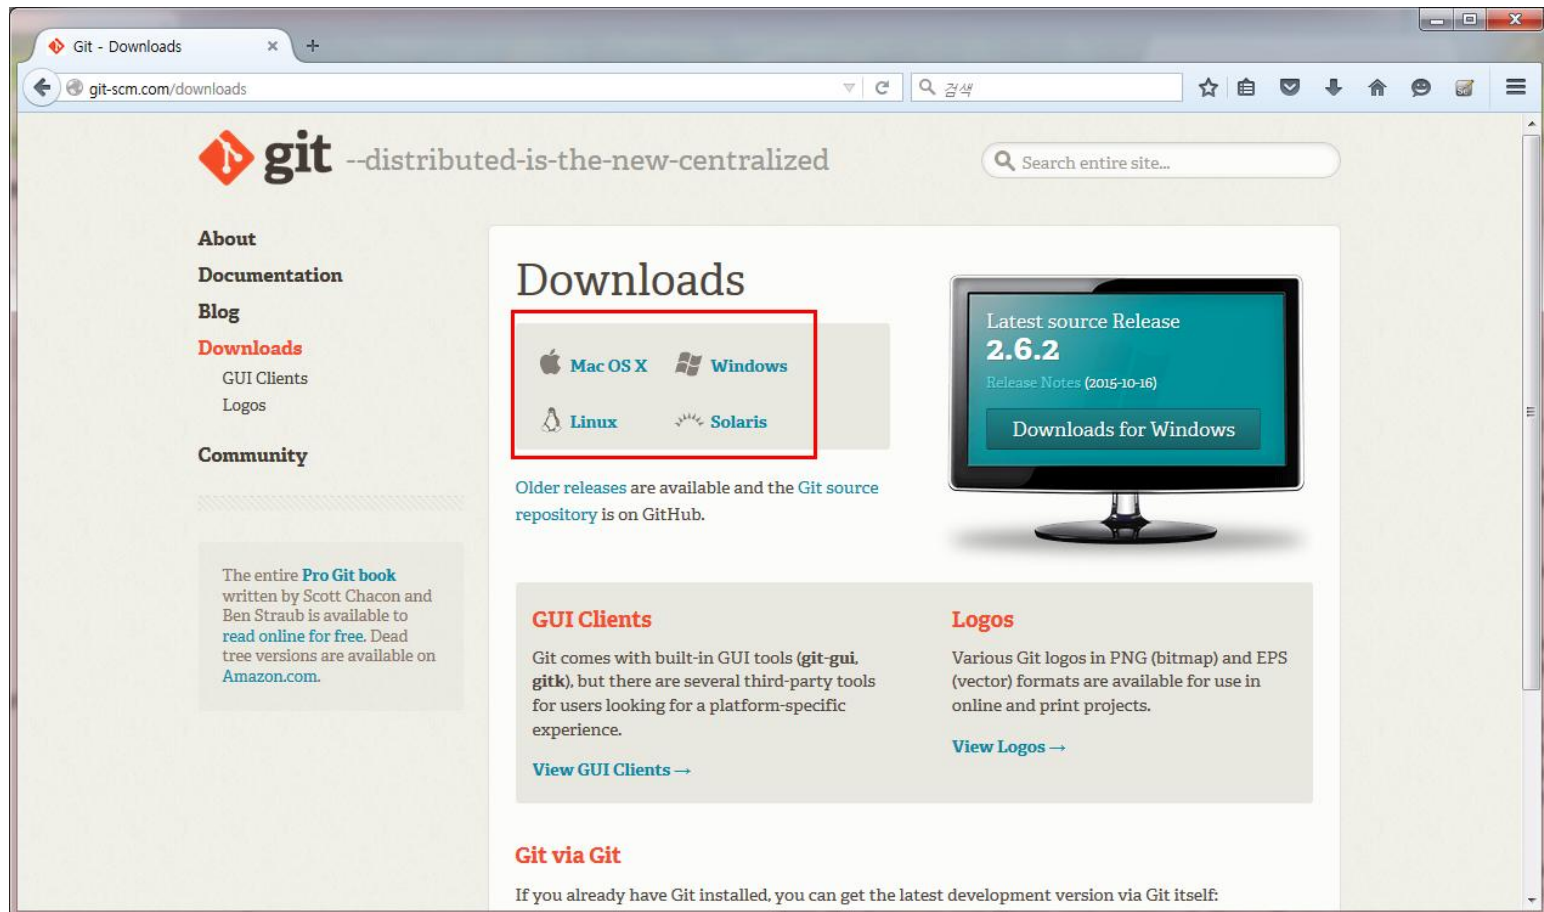 Git - Downloads
git-scm.com/downloads
검색
git --distributed-is-the-new-centralized
Search entire site...
About
Documentation
Blog
Downloads
GUI Clients
Logos
Community
The entire Pro Git book
written by Scott Chacon and
Ben Straub is available to
read online for free. Dead
tree versions are available on
Amazon.com.
Downloads
Mac OS X
Windows
Linux
Solaris
Older releases are available and the Git source
repository is on GitHub.
Latest source Release
2.6.2
Release Notes (2015-10-16)
Downloads for Windows
GUI Clients
Git comes with built-in GUI tools (git-gui,
gitk), but there are several third-party tools
for users looking for a platform-specific
experience.
View GUI Clients →
Logos
Various Git logos in PNG (bitmap) and EPS
(vector) formats are available for use in
online and print projects.
View Logos →
Git via Git
If you already have Git installed, you can get the latest development version via Git itself: